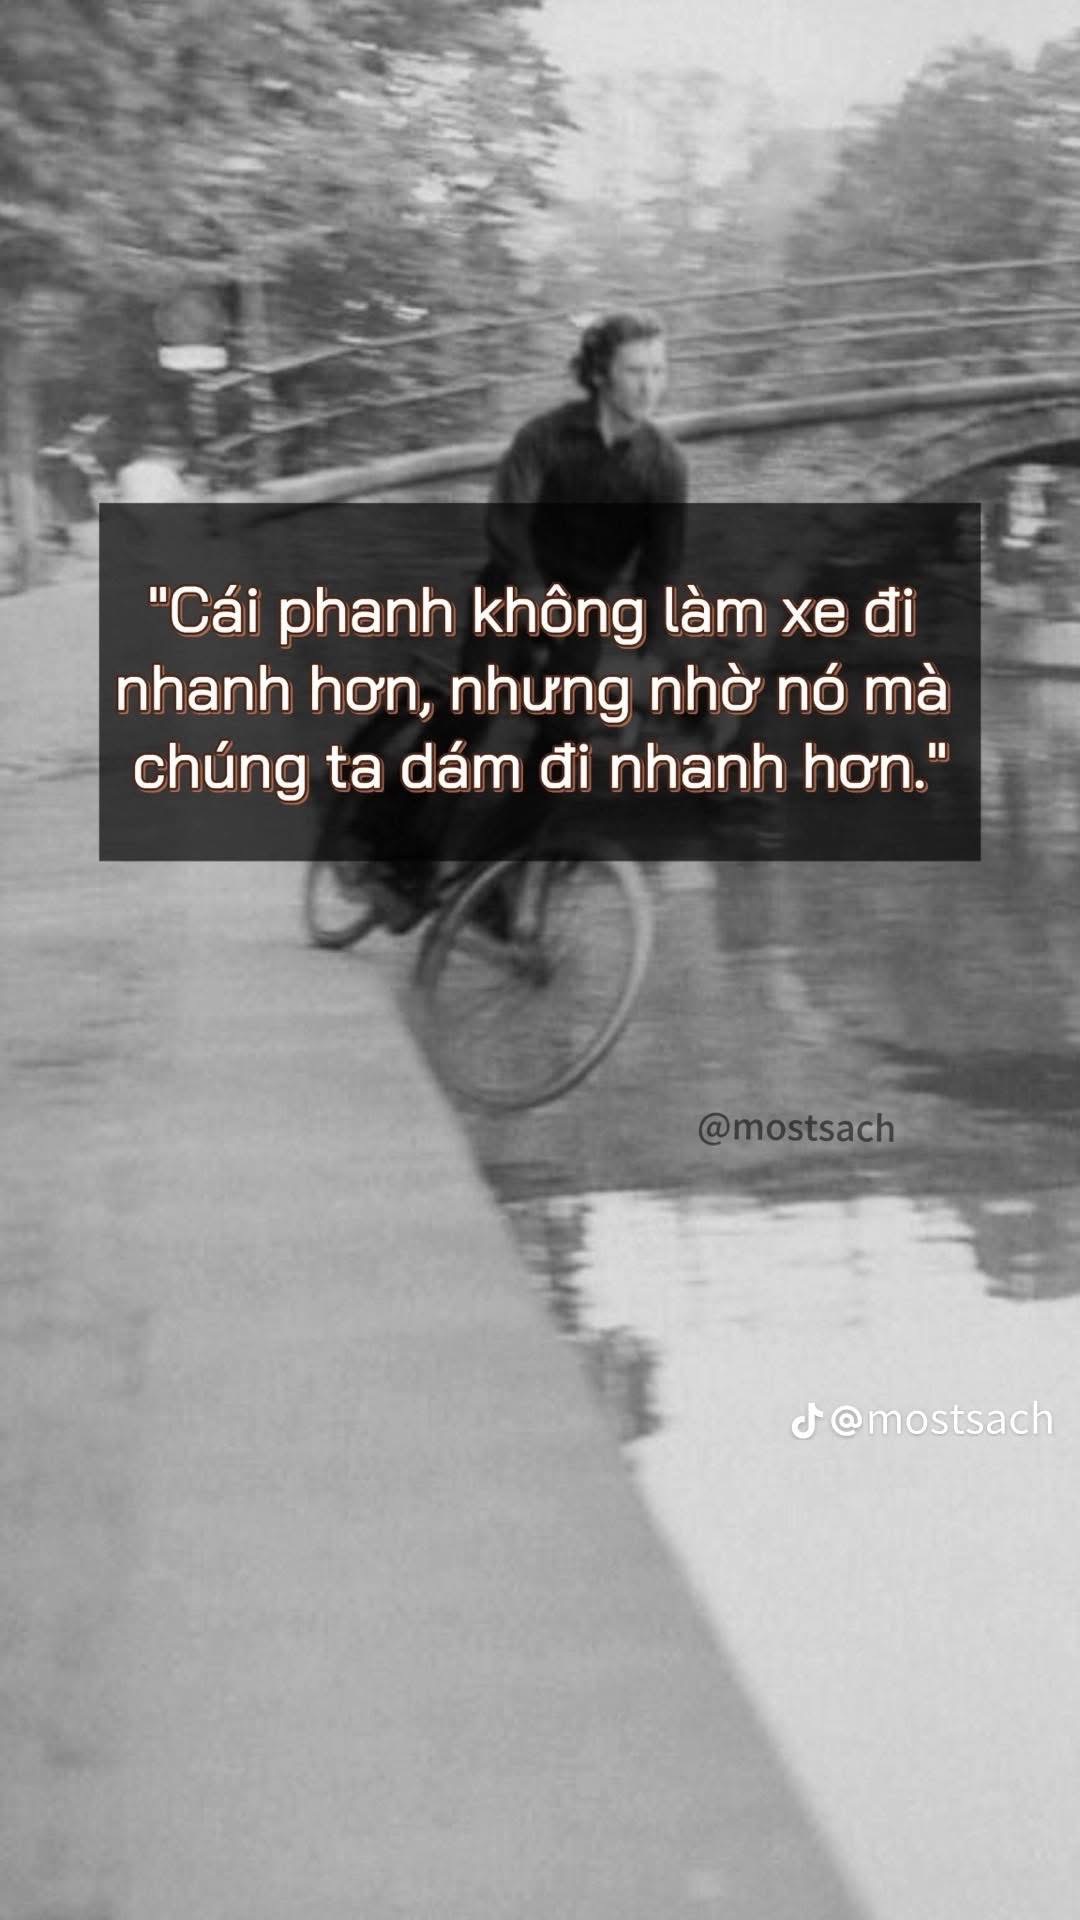 "Cái phanh không làm xe đi
nhanh hơn, nhưng nhờ nó mà
chúng ta dám đi nhanh hơn."
@mostsach
@mostsach